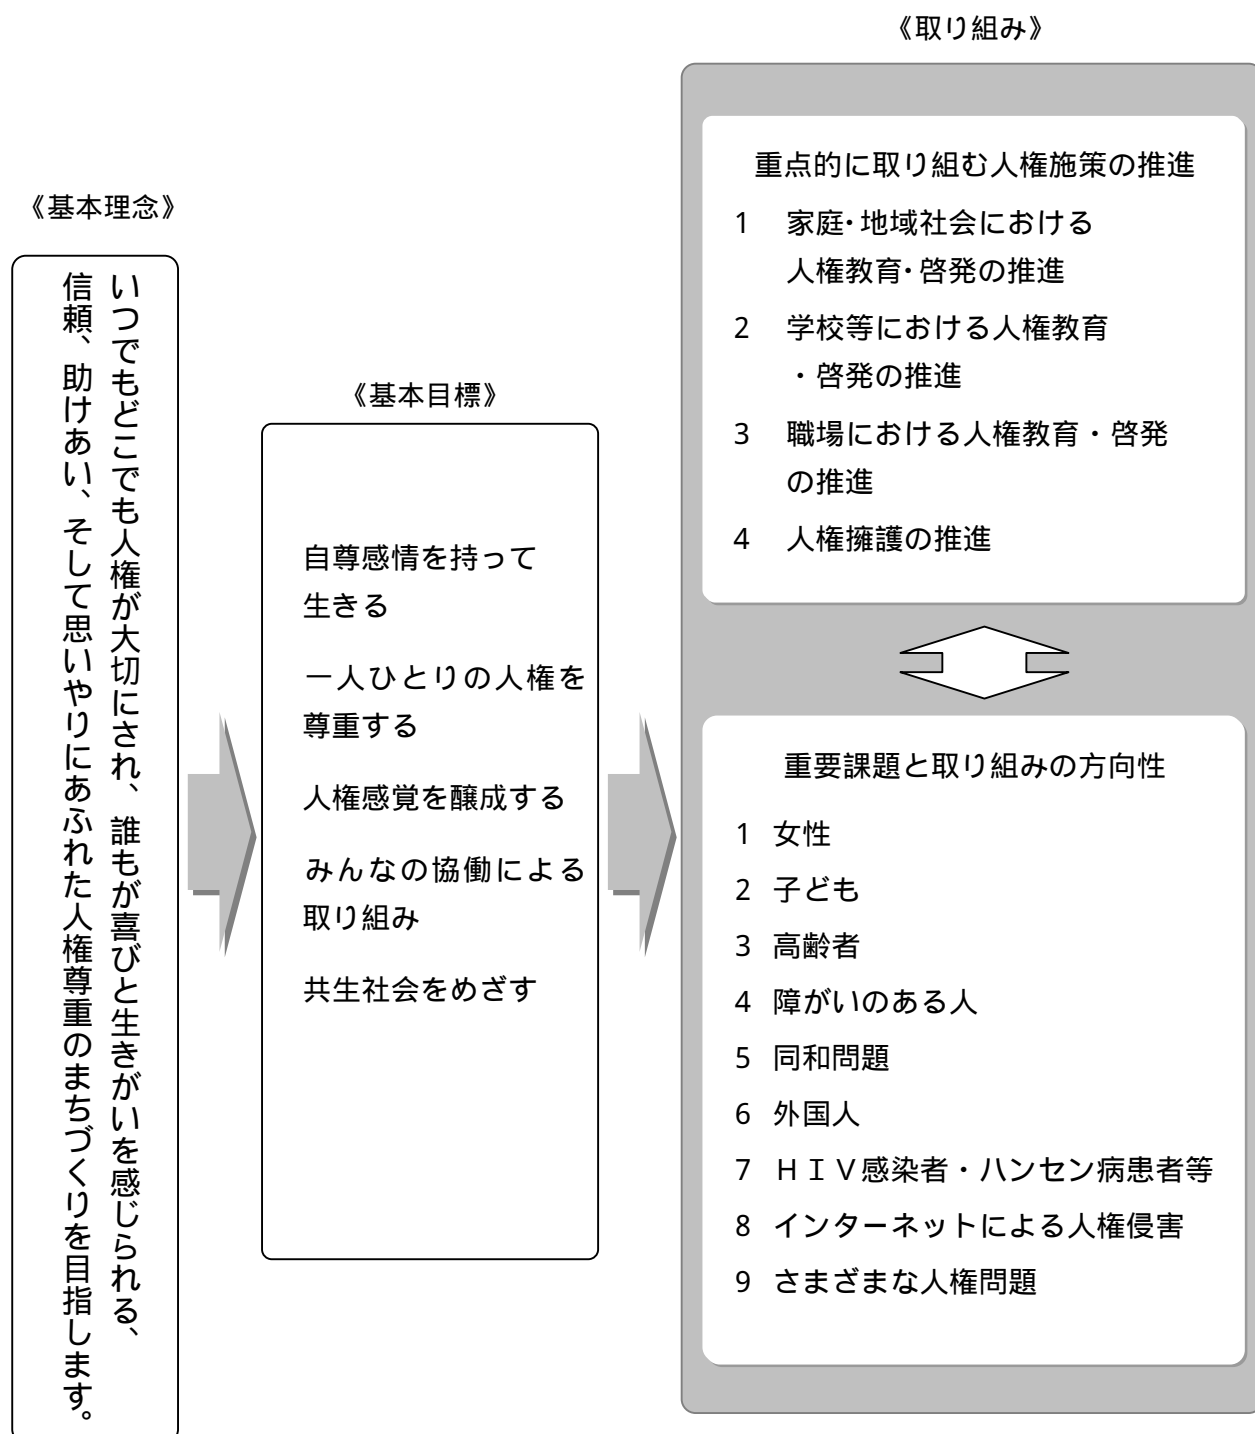 《基本理念》
いつでもどこでも人権が大切にされ、誰もが喜びと生きがいを感じられる、
信頼、助けあい、そして思いやりにあふれた人権尊重のまちづくりを目指します。
《基本目標》
自尊感情を持って
生きる
一人ひとりの人権を
尊重する
人権感覚を醸成する
みんなの協働による
取り組み
共生社会をめざす
《取り組み》
重点的に取り組む人権施策の推進
1 家庭・地域社会における
人権教育・啓発の推進
2 学校等における人権教育
・啓発の推進
3 職場における人権教育・啓発
の推進
4 人権擁護の推進
重要課題と取り組みの方向性
1 女性
2 子ども
3 高齢者
4 障がいのある人
5 同和問題
6 外国人
7 ＨＩＶ感染者・ハンセン病患者等
8 インターネットによる人権侵害
9 さまざまな人権問題